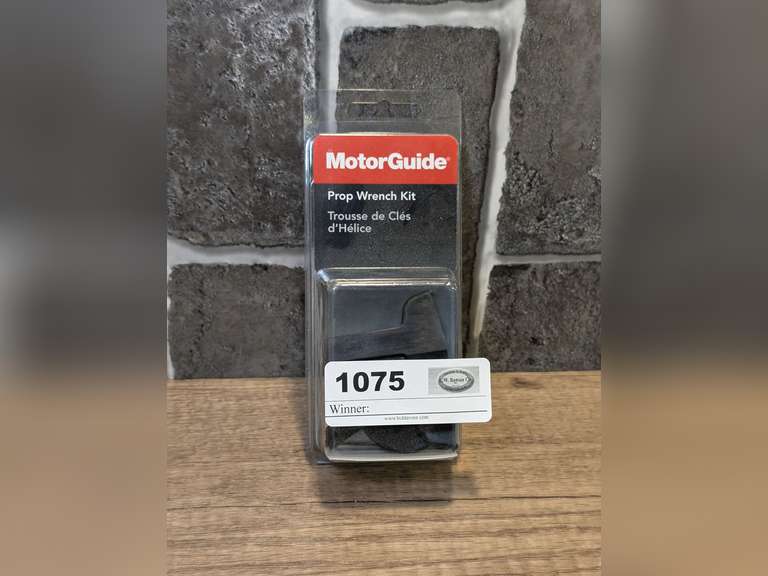 MotorGuide®
Prop Wrench Kit
Trousse de Clés
d'Hélice
1075
Winner: